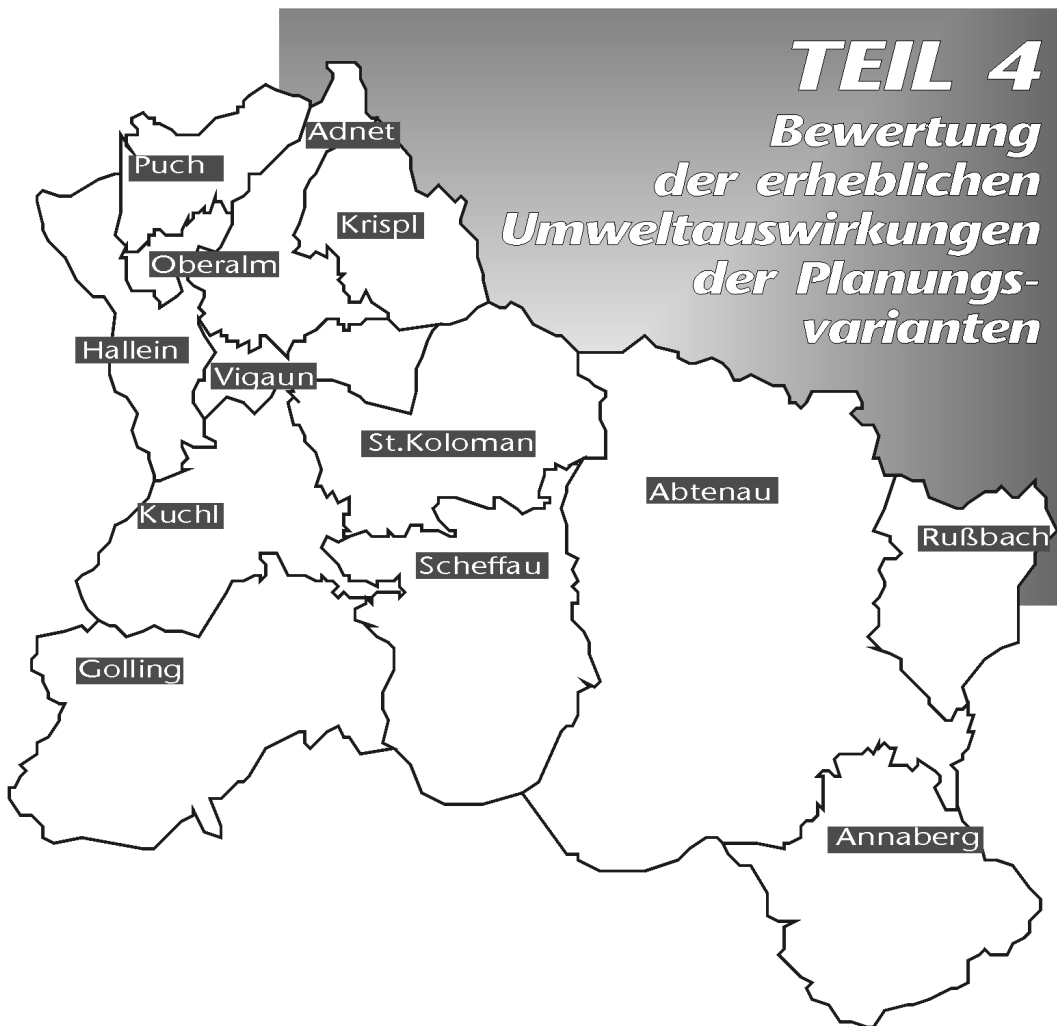 TEIL 4
Bewertung
der erheblichen
Umweltauswirkungen
der Planungs-
varianten
Adnet
Puch
Krispl
Oberalm
Hallein
Vigaun
St.Koloman
Abtenau
Kuchl
Rußbach
Scheffau
Golling
Annaberg